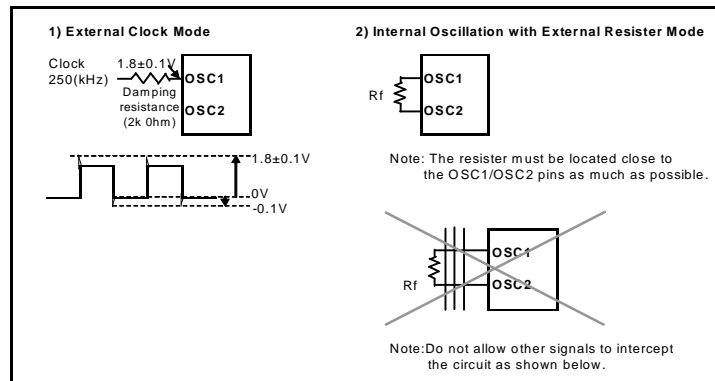 1) External Clock Mode
Clock
250(kHz)
1.8±0.1V
OSC1
Damping
resistance
(2k 0hm)
OSC2
1.8±0.1V
0V
-0.1V
2) Internal Oscillation with External Resister Mode
Rf
OSC1
OSC2
Note: The resister must be located close to
the OSC1/OSC2 pins as much as possible.
OSC1
Rf
OSC2
Note:Do not allow other signals to intercept
the circuit as shown below.